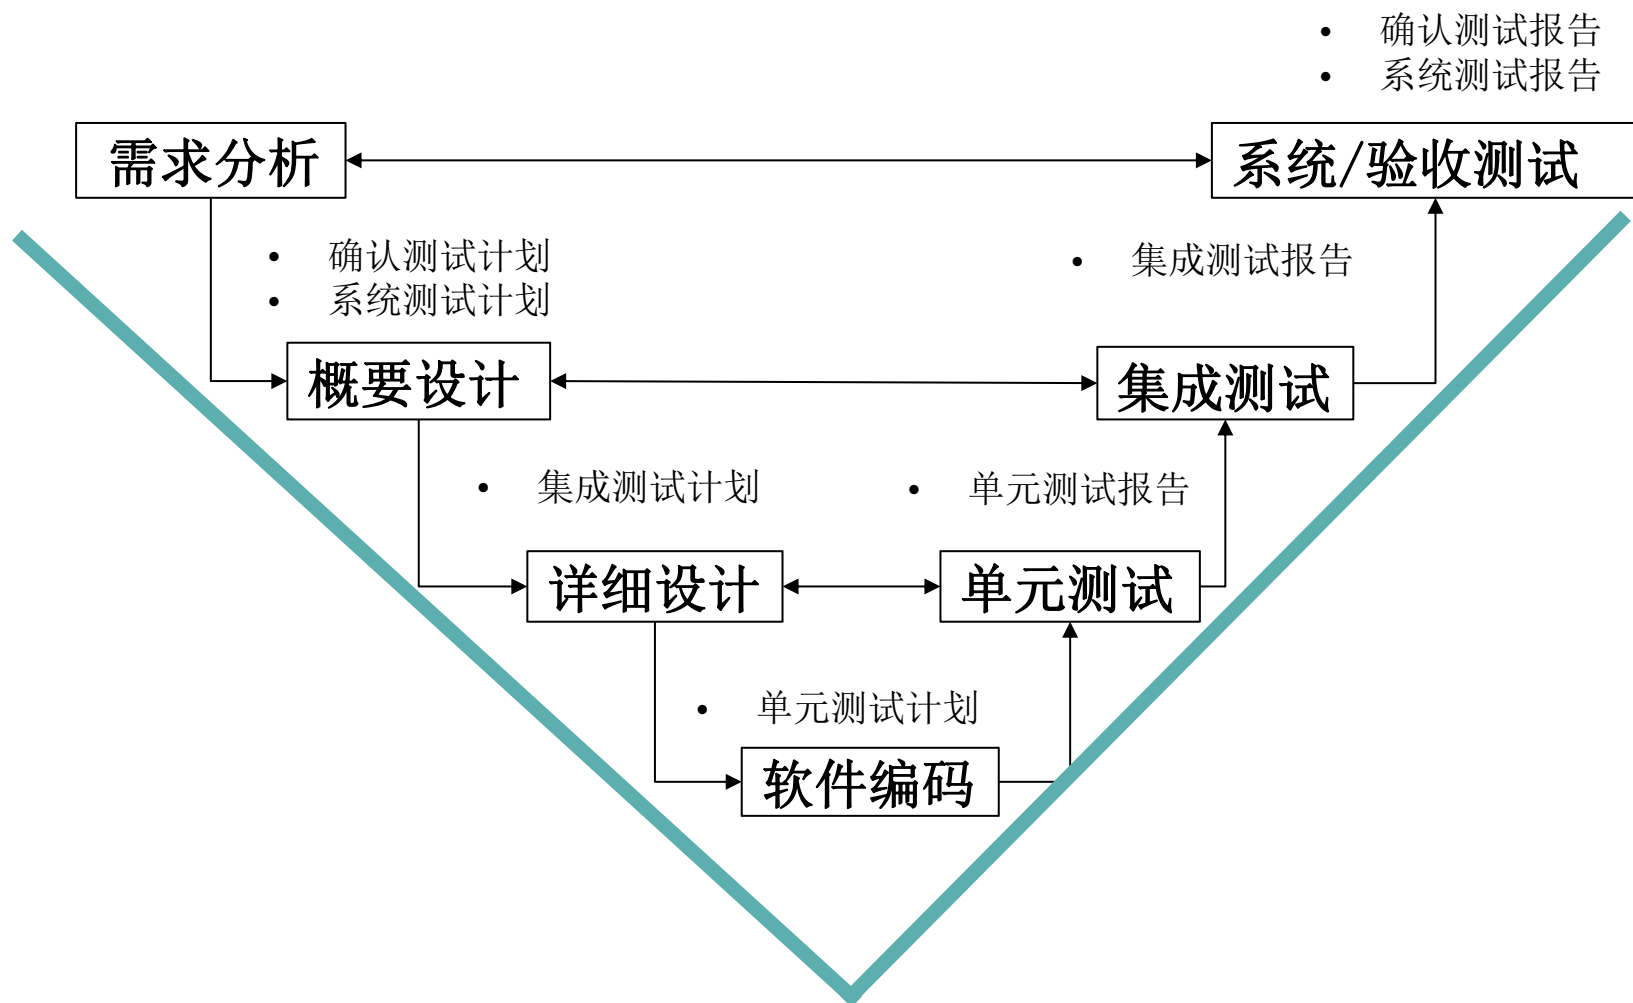 • 确认测试报告
• 系统测试报告
需求分析
系统/验收测试
• 确认测试计划
• 系统测试计划
• 集成测试报告
概要设计
集成测试
• 集成测试计划
• 单元测试报告
详细设计
单元测试
• 单元测试计划
软件编码